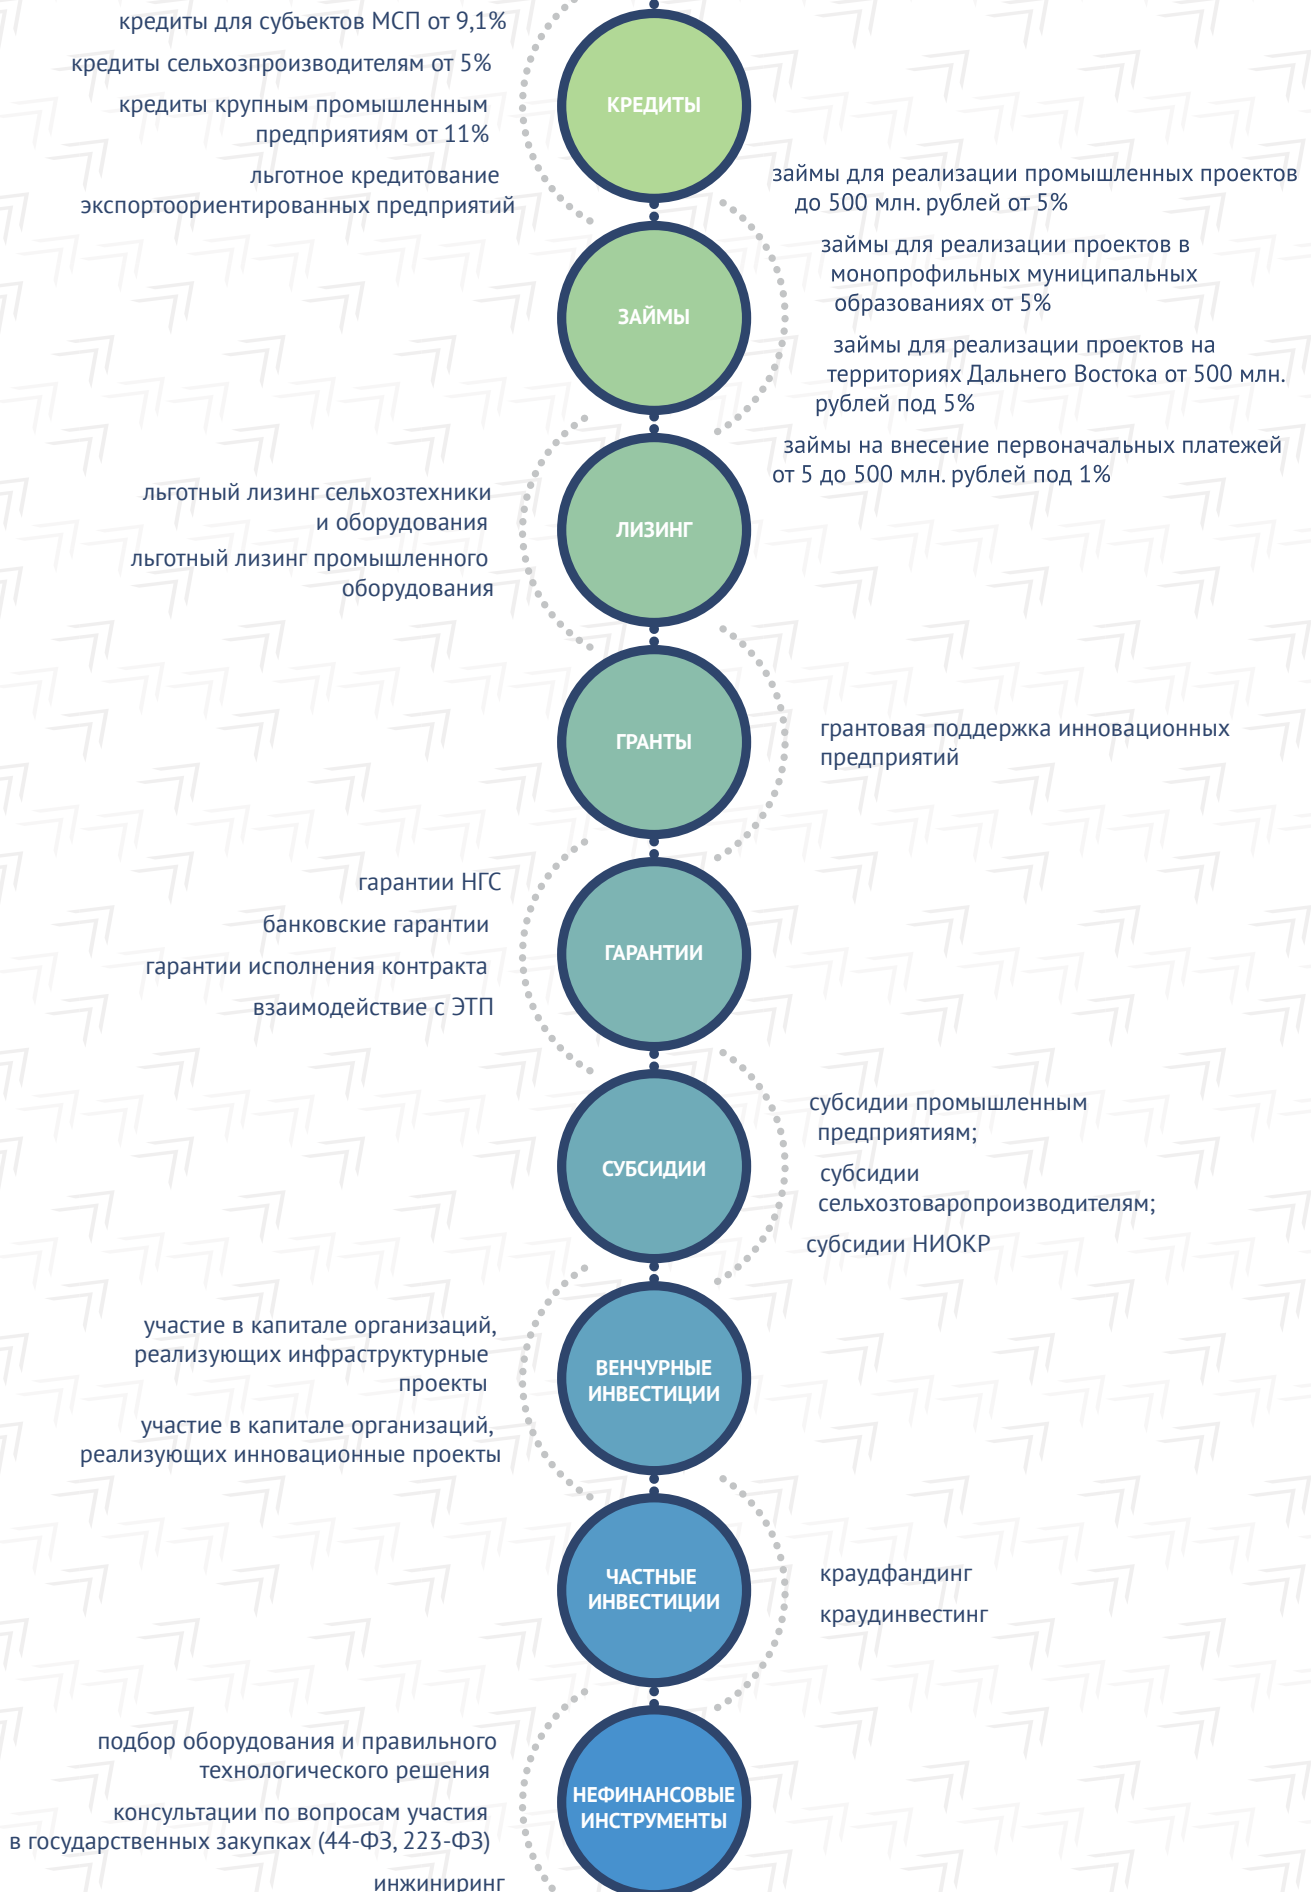 кредиты для субъектов МСП от 9,1%
кредиты сельхозпроизводителям от 5%
кредиты крупным промышленным
предприятиям от 11%
льготное кредитование
экспортоориентированных предприятий
КРЕДИТЫ
займы для реализации промышленных проектов
до 500 млн. рублей от 5%
займы для реализации проектов в
монопрофильных муниципальных
образованиях от 5%
займы для реализации проектов на
территориях Дальнего Востока от 500 млн.
рублей под 5%
займы на внесение первоначальных платежей
от 5 до 500 млн. рублей под 1%
ЗАЙМЫ
льготный лизинг сельхозтехники
и оборудования
льготный лизинг промышленного
оборудования
ЛИЗИНГ
ГРАНТЫ
грантовая поддержка инновационных
предприятий
гарантии НГС
банковские гарантии
гарантии исполнения контракта
взаимодействие с ЭТП
ГАРАНТИИ
СУБСИДИИ
субсидии промышленным
предприятиям;
субсидии
сельхозтоваропроизводителям;
субсидии НИОКР
участие в капитале организаций,
реализующих инфраструктурные
проекты
участие в капитале организаций,
реализующих инновационные проекты
ВЕНЧУРНЫЕ
ИНВЕСТИЦИИ
ЧАСТНЫЕ
ИНВЕСТИЦИИ
краудфандинг
краудинвестинг
подбор оборудования и правильного
технологического решения
консультации по вопросам участия
в государственных закупках (44-ФЗ, 223-ФЗ)
инжиниринг
НЕФИНАНСОВЫЕ
ИНСТРУМЕНТЫ